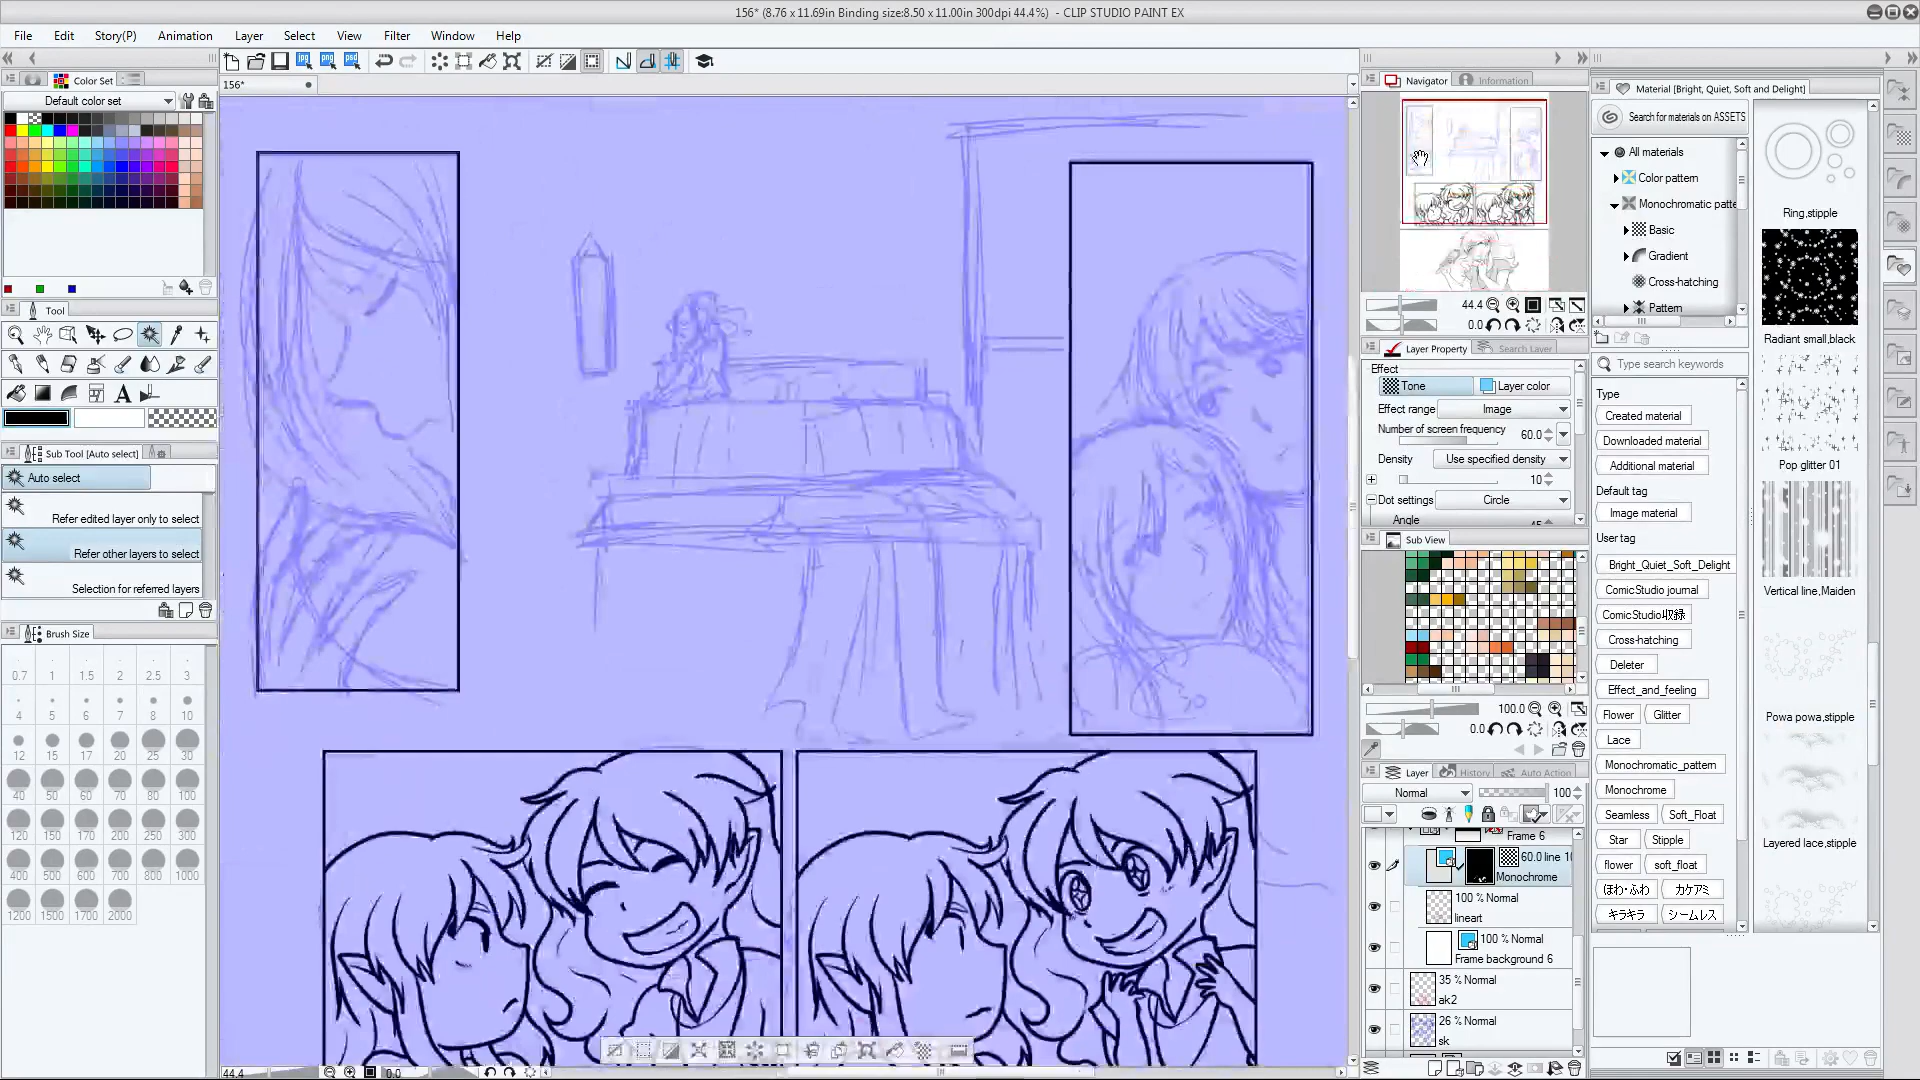 156* (8.76 x 11.69in Binding size:8.50 x 11.00in 300dpi 44.4%) - CLIP STUDIO PAINT EX
File Edit Story(P) Animation Layer Select View Filter Window Help
156*
Color Set
Default color set
Tool
Sub Tool [Auto select]
Auto select
Refer edited layer only to select
Refer other layers to select
Selection for referred layers
Brush Size
0.7 1 1.5 2 2.5 3
4 5 6 7 8 10
12 15 17 20 25 30
40 50 60 70 80 100
120 150 170 200 250 300
400 500 600 700 800 1000
1200 1500 1700 2000
44.4 0.0
Navigator Information
44.4
0.0
Layer Property Search Layer
Effect
Tone Layer color
Effect range Image
Number of screen frequency
60.0
Density Use specified density
10
Dot settings Circle
Angle 45
Sub View
100.0
0.0
Layer History Auto Action
Normal 100
Frame 6
60.0 line 10
Monochrome
100 % Normal
lineart
100 % Normal
Frame background 6
35 % Normal
ak2
26 % Normal
sk
Material [Bright, Quiet, Soft and Delight]
Search for materials on ASSETS
All materials
Color pattern
Monochromatic patte
Basic
Gradient
Cross-hatching
Pattern
Type search keywords
Type
Created material
Downloaded material
Additional material
Default tag
Image material
User tag
Bright_Quiet_Soft_Delight
ComicStudio journal
ComicStudio収録
Cross-hatching
Deleter
Effect_and_feeling
Flower Glitter
Lace
Monochromatic_pattern
Monochrome
Seamless Soft_Float
Star Stipple
flower soft_float
ほわ・ふわ カケアミ
キラキラ シームレス
Ring,stipple
Radiant small,black
Pop glitter 01
Vertical line,Maiden
Powa powa,stipple
Layered lace,stipple